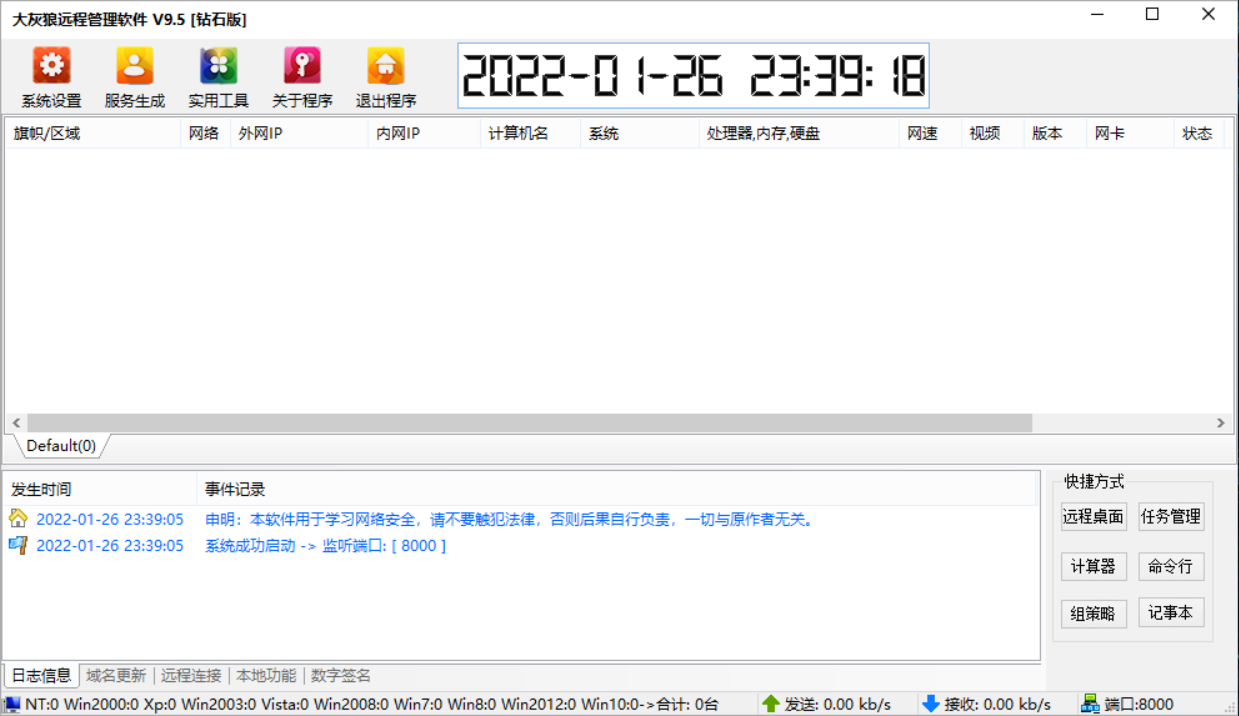 大灰狼远程管理软件 V9.5 [钻石版]
系统设置 服务生成 实用工具 关于程序 退出程序 2022-01-26 23:39:18
旗帜/区域 网络 外网IP 内网IP 计算机名 系统 处理器,内存,硬盘 网速 视频 版本 网卡 状态
Default(0)
发生时间 事件记录
2022-01-26 23:39:05 申明：本软件用于学习网络安全，请不要触犯法律，否则后果自行负责，一切与原作者无关。
2022-01-26 23:39:05 系统成功启动 -> 监听端口: [ 8000 ]
快捷方式
远程桌面 任务管理
计算器 命令行
组策略 记事本
日志信息 域名更新 远程连接 本地功能 数字签名
NT:0 Win2000:0 Xp:0 Win2003:0 Vista:0 Win2008:0 Win7:0 Win8:0 Win2012:0 Win10:0->合计: 0台 发送: 0.00 kb/s 接收: 0.00 kb/s 端口:8000